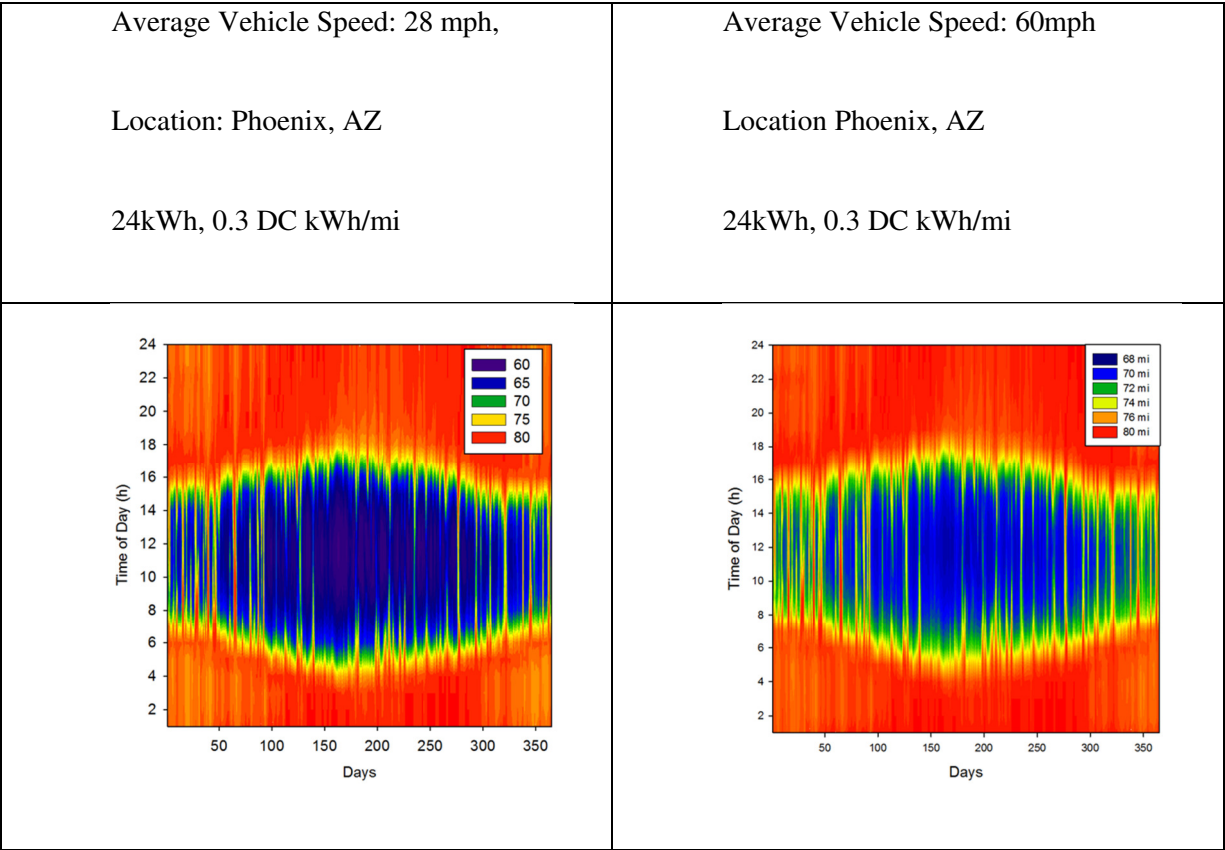 Average Vehicle Speed: 28 mph,
Location: Phoenix, AZ
24kWh, 0.3 DC kWh/mi
Average Vehicle Speed: 60mph
Location Phoenix, AZ
24kWh, 0.3 DC kWh/mi
24
22
20
18
16
14
12
10
8
6
4
2
Time of Day (h)
60
65
70
75
80
50 100 150 200 250 300 350
Days
24
22
20
18
16
14
12
10
8
6
4
2
Time of Day (h)
68 mi
70 mi
72 mi
74 mi
76 mi
80 mi
50 100 150 200 250 300 350
Days